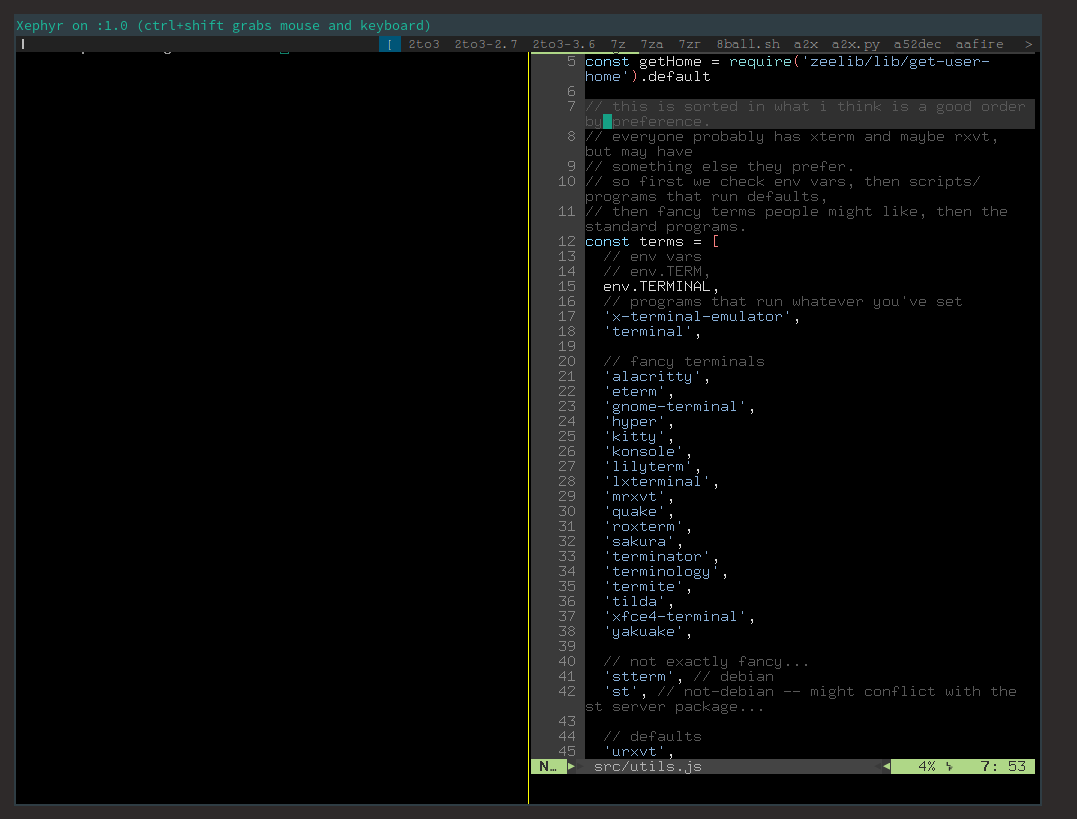 Xephyr on :1.0 (ctrl+shift grabs mouse and keyboard)
[ 2to3 2to3-2.7 2to3-3.6 7z 7za 7zr 8ball.sh a2x a2x.py a52dec aafire >
5 const getHome = require('zeelib/lib/get-user-
home').default
6
7 // this is sorted in what i think is a good order
by preference.
8 // everyone probably has xterm and maybe rxvt,
but may have
9 // something else they prefer.
10 // so first we check env vars, then scripts/
programs that run defaults,
11 // then fancy terms people might like, then the
standard programs.
12 const terms = [
13 // env vars
14 // env.TERM,
15 env.TERMINAL,
16 // programs that run whatever you've set
17 'x-terminal-emulator',
18 'terminal',
19
20 // fancy terminals
21 'alacritty',
22 'eterm',
23 'gnome-terminal',
24 'hyper',
25 'kitty',
26 'konsole',
27 'lilyterm',
28 'lxterminal',
29 'mrxvt',
30 'quake',
31 'roxterm',
32 'sakura',
33 'terminator',
34 'terminology',
35 'termite',
36 'tilda',
37 'xfce4-terminal',
38 'yakuake',
39
40 // not exactly fancy...
41 'stterm', // debian
42 'st', // not-debian -- might conflict with the
st server package...
43
44 // defaults
45 'urxvt',
N… src/utils.js 4% 7: 53